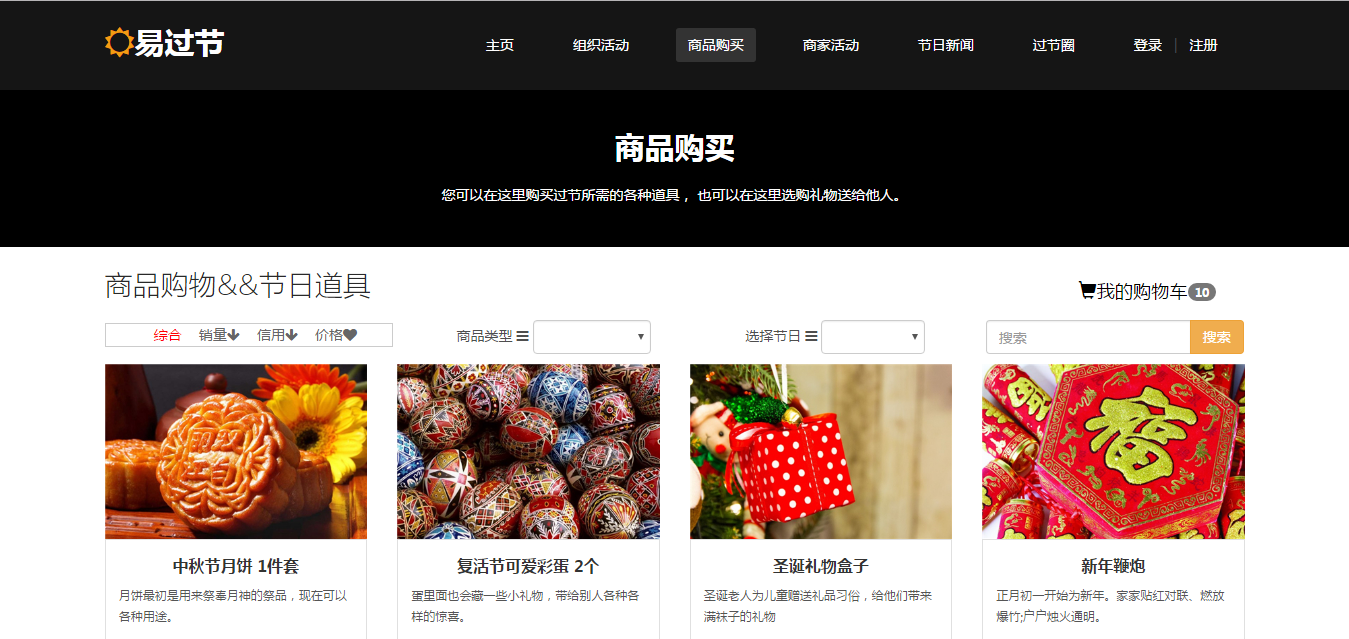 易过节
主页 组织活动 商品购买 商家活动 节日新闻 过节圈 登录 | 注册
商品购买
您可以在这里购买过节所需的各种道具， 也可以在这里选购礼物送给他人。
商品购物&&节日道具
我的购物车 10
综合 销量 信用 价格 商品类型 选择节日 搜索 搜索
中秋节月饼 1件套
月饼最初是用来祭奉月神的祭品，现在可以
各种用途。
复活节可爱彩蛋 2个
蛋里面也会藏一些小礼物，带给别人各种各
样的惊喜。
圣诞礼物盒子
圣诞老人为儿童赠送礼品习俗，给他们带来
满袜子的礼物
新年鞭炮
正月初一开始为新年。家家贴红对联、燃放
爆竹;户户烛火通明。